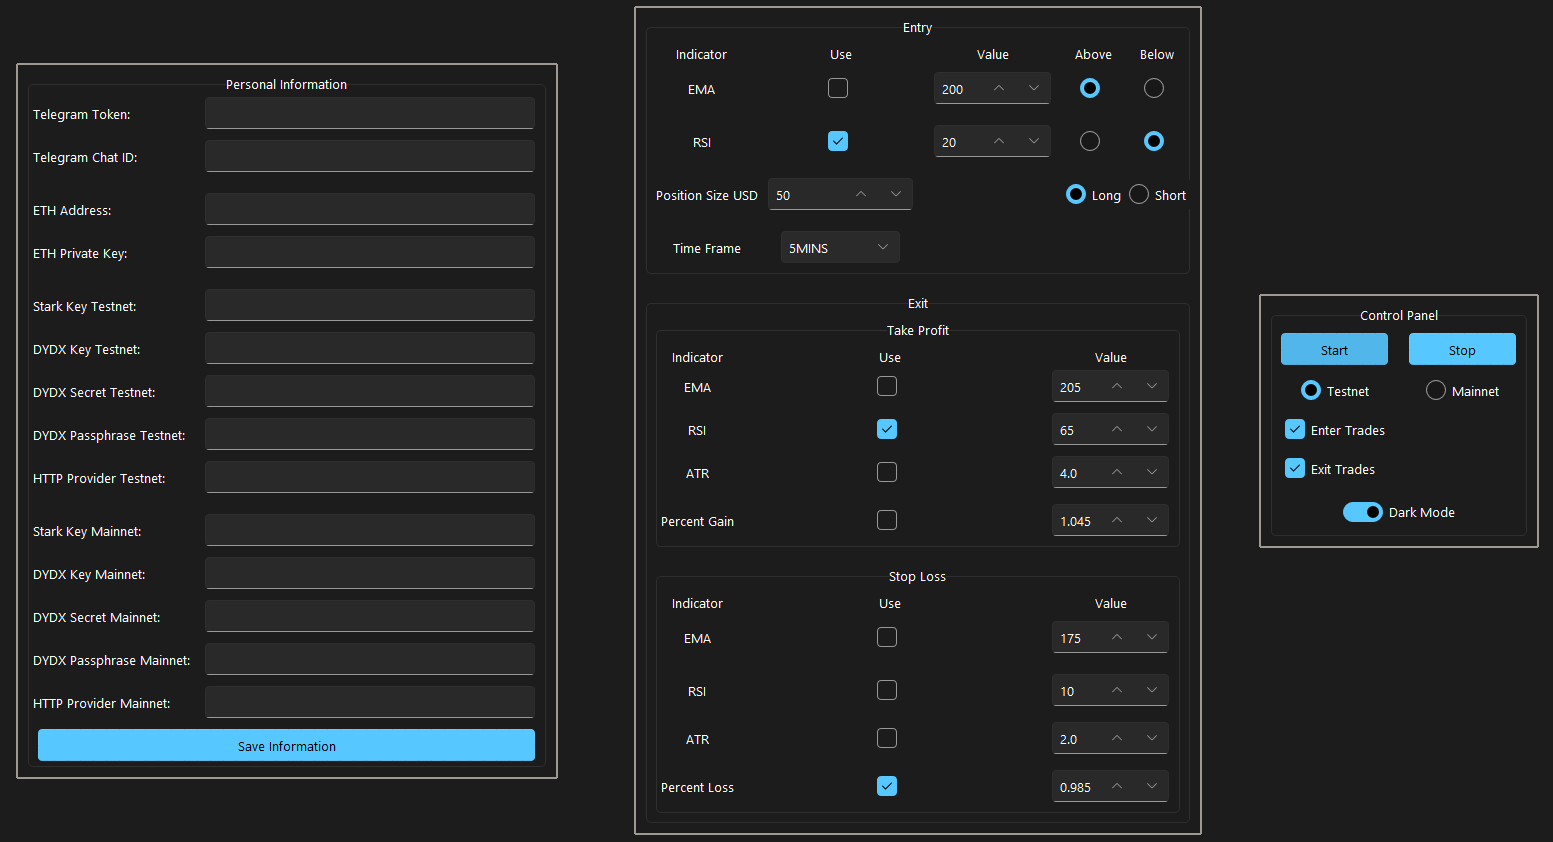 Personal Information
Telegram Token:
Telegram Chat ID:
ETH Address:
ETH Private Key:
Stark Key Testnet:
DYDX Key Testnet:
DYDX Secret Testnet:
DYDX Passphrase Testnet:
HTTP Provider Testnet:
Stark Key Mainnet:
DYDX Key Mainnet:
DYDX Secret Mainnet:
DYDX Passphrase Mainnet:
HTTP Provider Mainnet:
Save Information
Entry
Indicator Use Value Above Below
EMA 200
RSI 20
Position Size USD 50 Long Short
Time Frame 5MINS
Exit
Take Profit
Indicator Use Value
EMA 205
RSI 65
ATR 4.0
Percent Gain 1.045
Stop Loss
Indicator Use Value
EMA 175
RSI 10
ATR 2.0
Percent Loss 0.985
Control Panel
Start Stop
Testnet Mainnet
Enter Trades
Exit Trades
Dark Mode